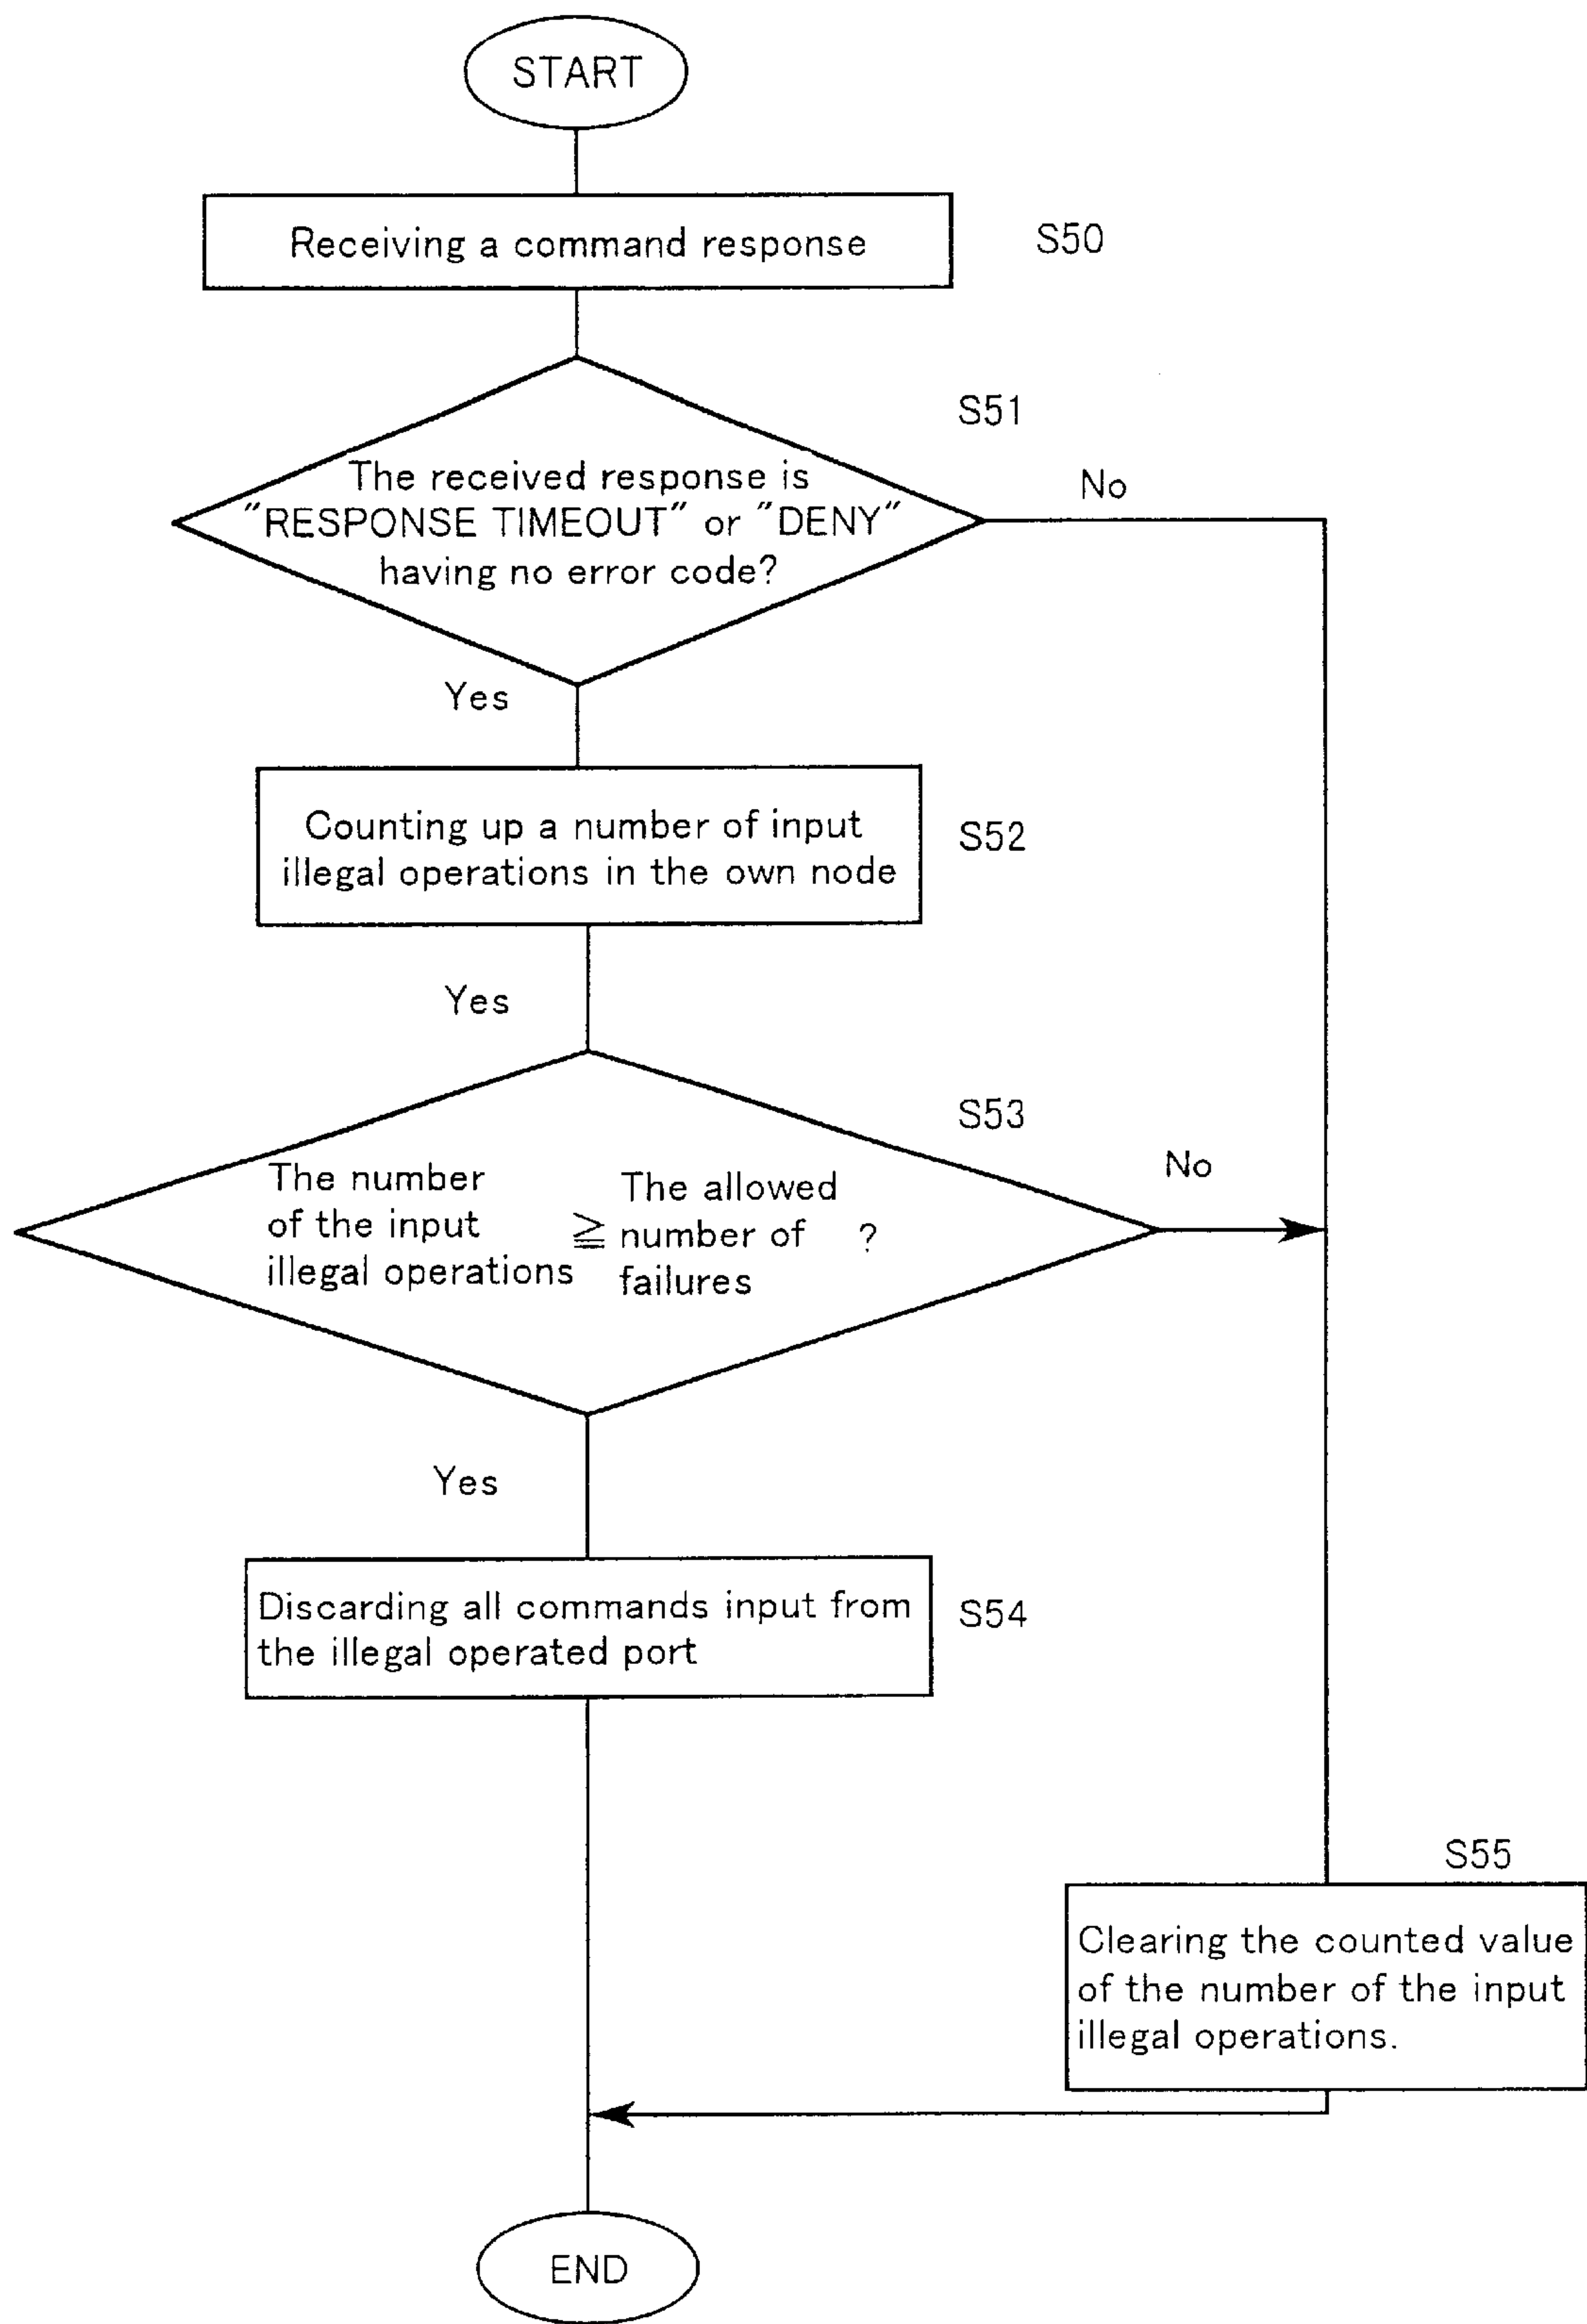 START
Receiving a command response
S50
S51
The received response is
"RESPONSE TIMEOUT" or "DENY"
having no error code?
No
Yes
Counting up a number of input
illegal operations in the own node
S52
Yes
S53
The number
of the input
illegal operations
≧
The allowed
number of
failures
?
No
Yes
Discarding all commands input from
the illegal operated port
S54
S55
Clearing the counted value
of the number of the input
illegal operations.
END